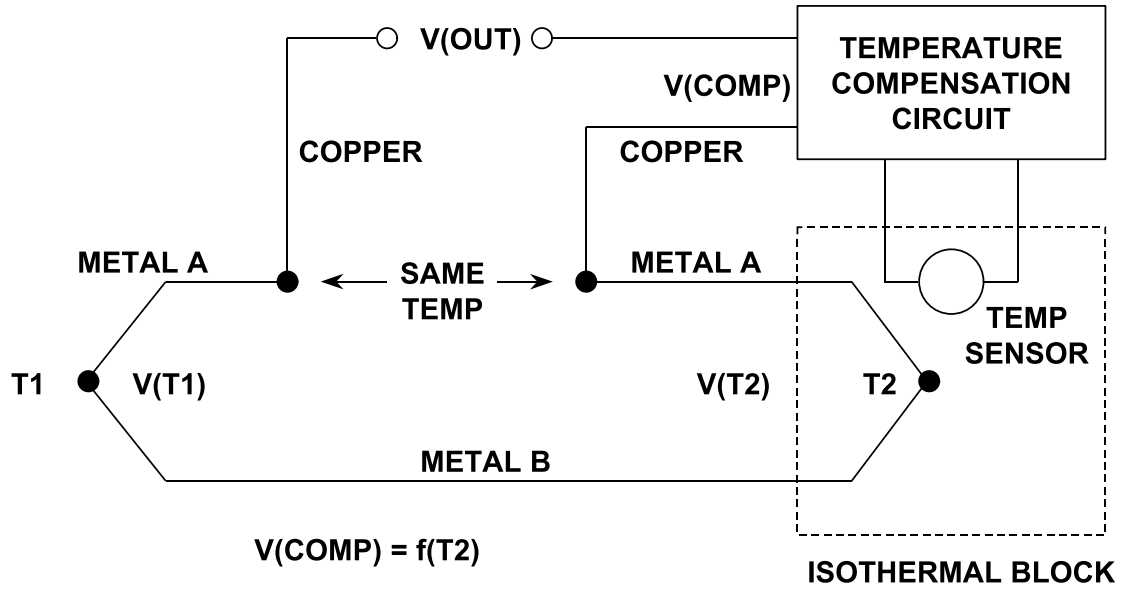 V(OUT)
TEMPERATURE
COMPENSATION
CIRCUIT
V(COMP)
COPPER
COPPER
METAL A
SAME
TEMP
METAL A
TEMP
SENSOR
T1
V(T1)
V(T2)
T2
METAL B
V(COMP) = f(T2)
ISOTHERMAL BLOCK